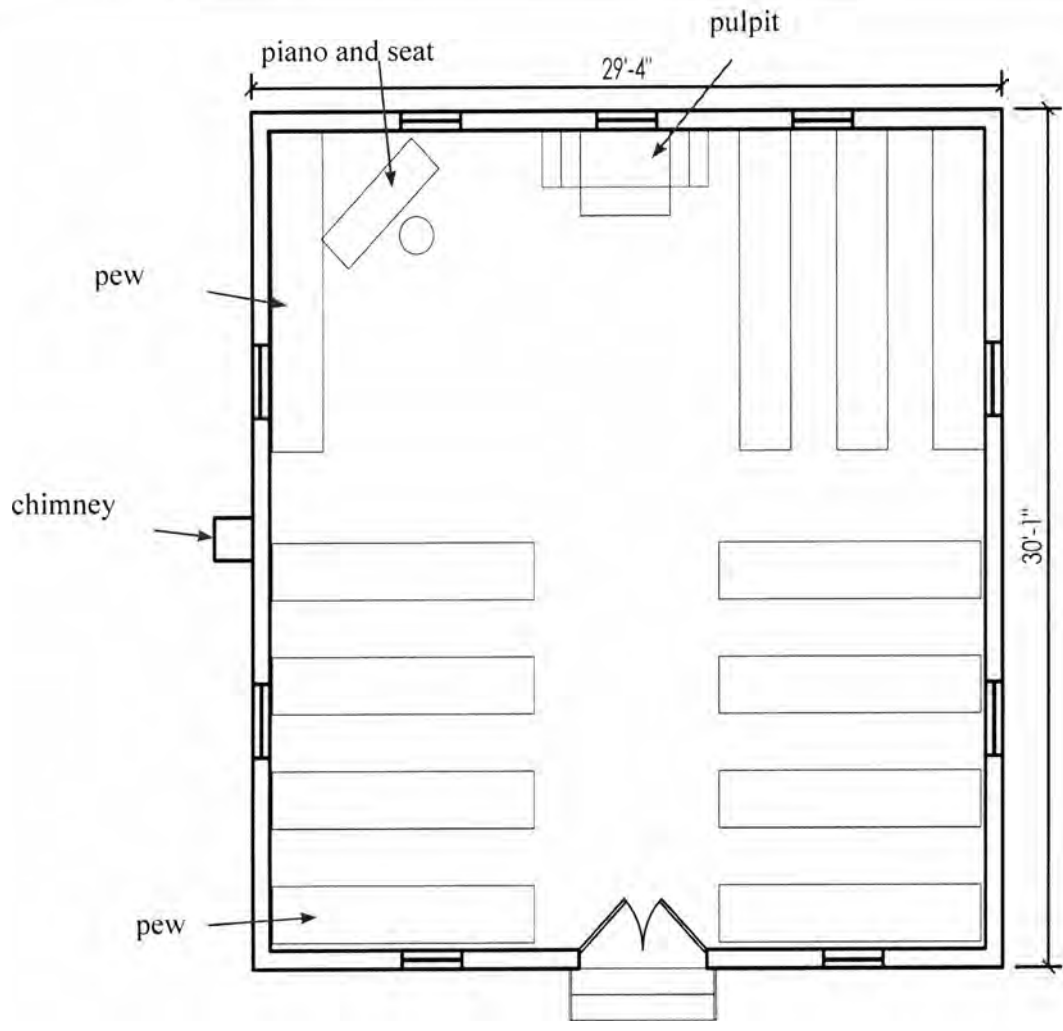 pulpit
piano and seat
29'-4"
pew
chimney
30'-1"
pew